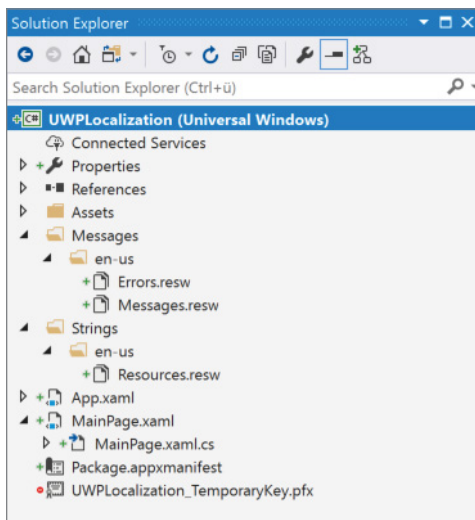 Solution Explorer
Search Solution Explorer (Ctrl+ü)
C# UWPLocalization (Universal Windows)
Connected Services
Properties
References
Assets
Messages
en-us
Errors.resw
Messages.resw
Strings
en-us
Resources.resw
App.xaml
MainPage.xaml
MainPage.xaml.cs
Package.appxmanifest
UWPLocalization_TemporaryKey.pfx